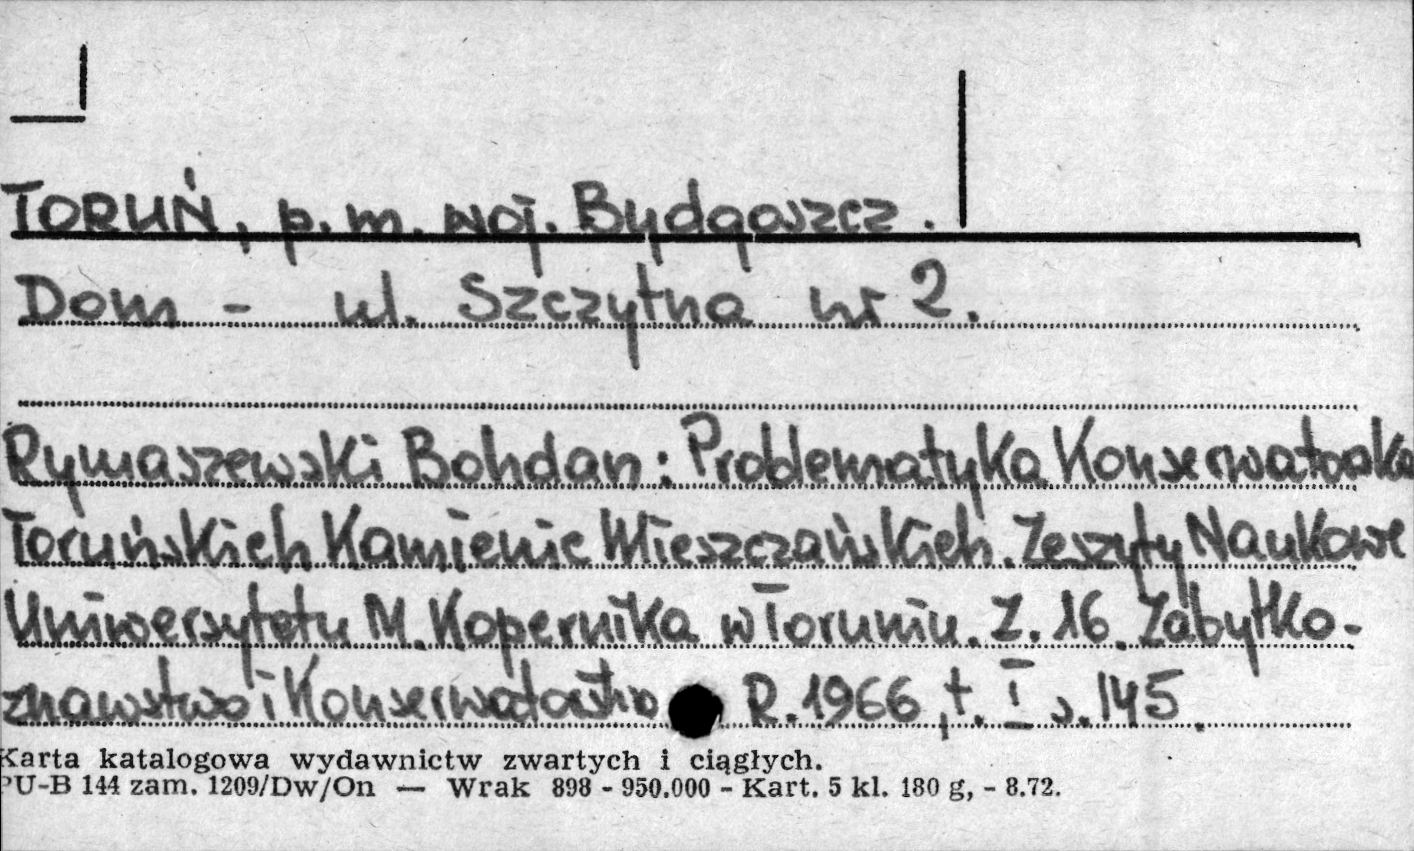 TORUŃ, p.m. woj. Bydgoszcz.
Dom - ul. Szczytna nr 2.
Rymaszewski Bohdan: Problematyka Konserwatorska
Toruńskich Kamienic Mieszczańskich. Zeszyty Naukowe
Uniwersytetu M. Kopernika w Toruniu. Z. 16. Zabytko-
znawstwo i Konserwatorstwo R. 1966, t. I s. 145.
Karta katalogowa wydawnictw zwartych i ciągłych.
PU-B 144 zam. 1209/Dw/On — Wrak 898 - 950.000 - Kart. 5 kl. 180 g, - 8.72.